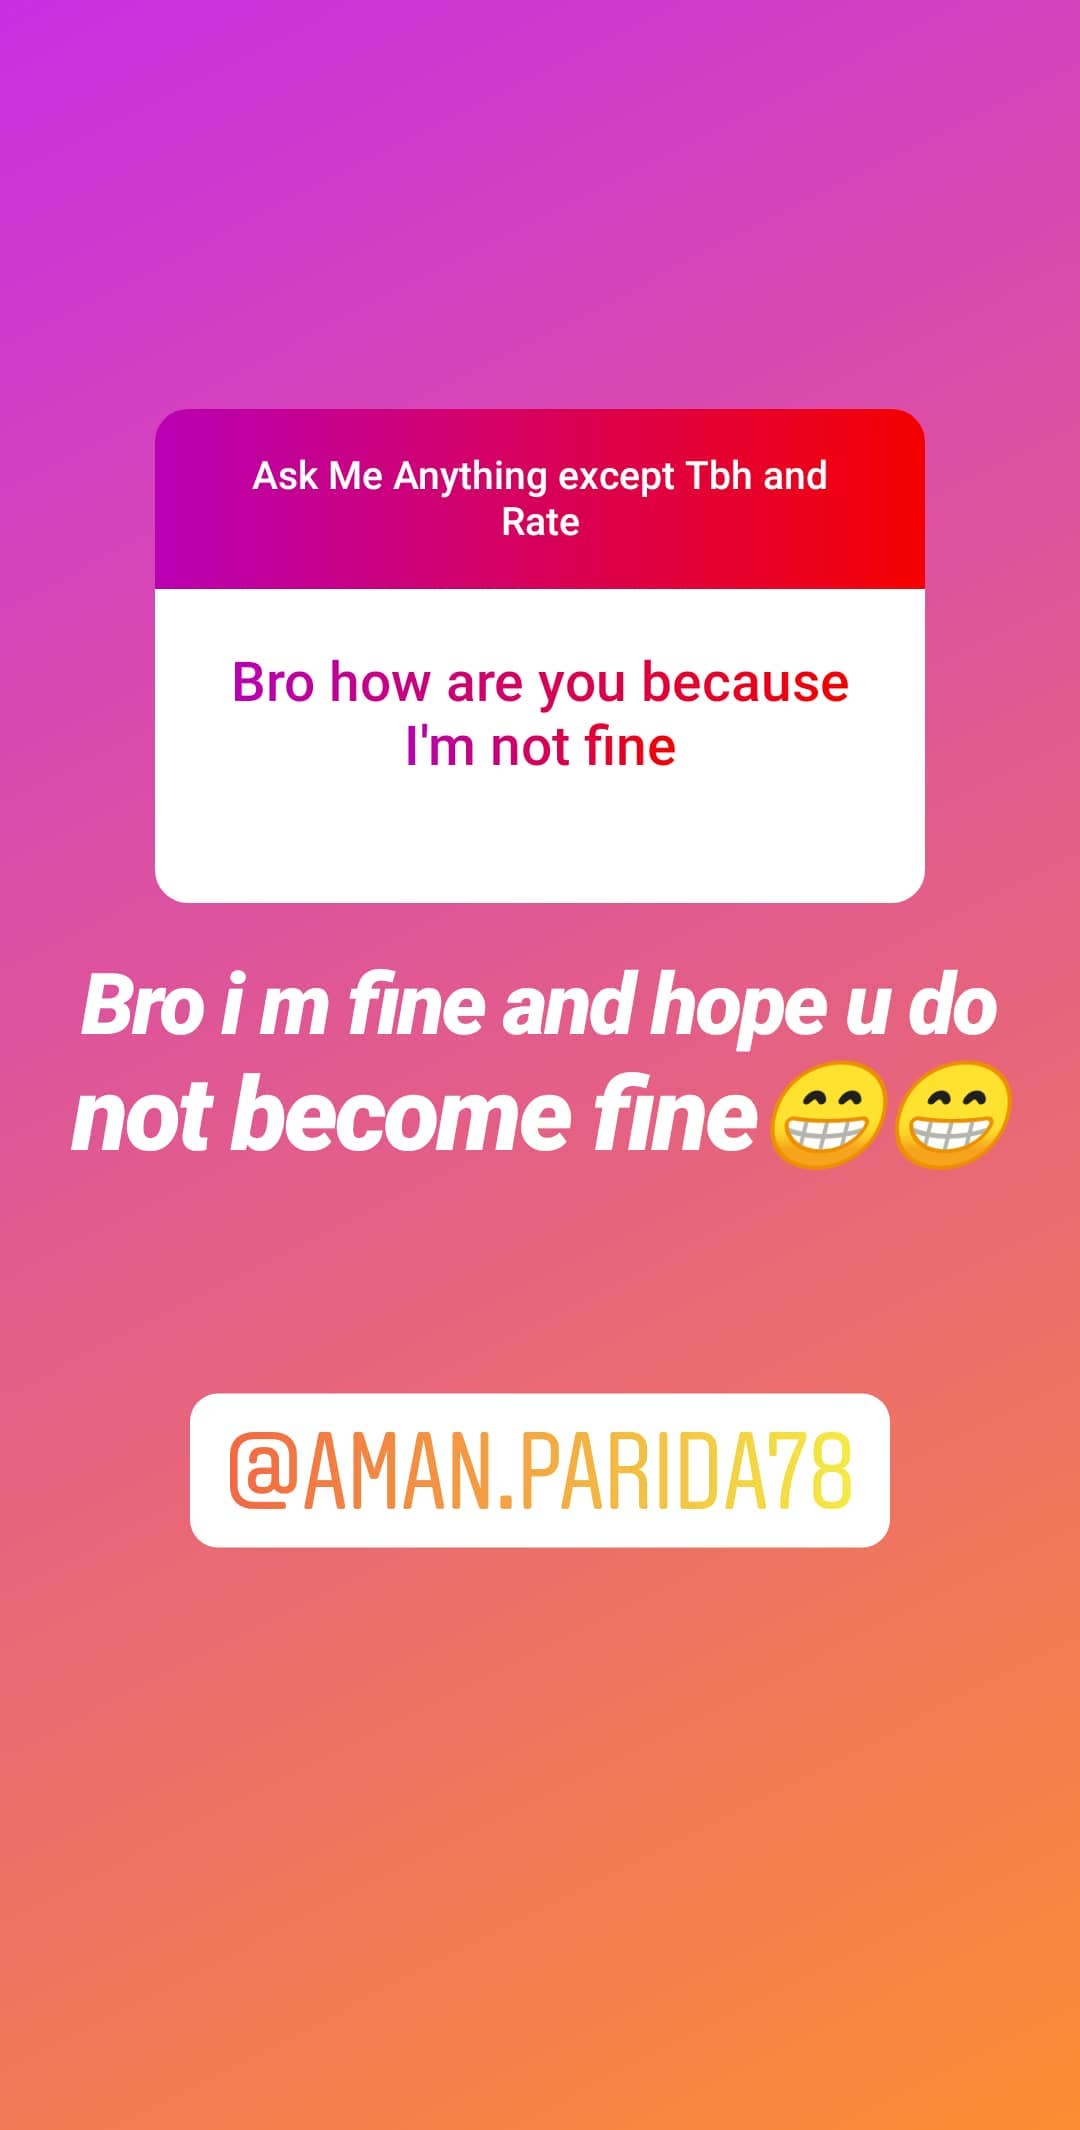 Ask Me Anything except Tbh and
Rate
Bro how are you because
I'm not fine
Bro i m fine and hope u do
not become fine😁😁
@AMAN.PARIDA78